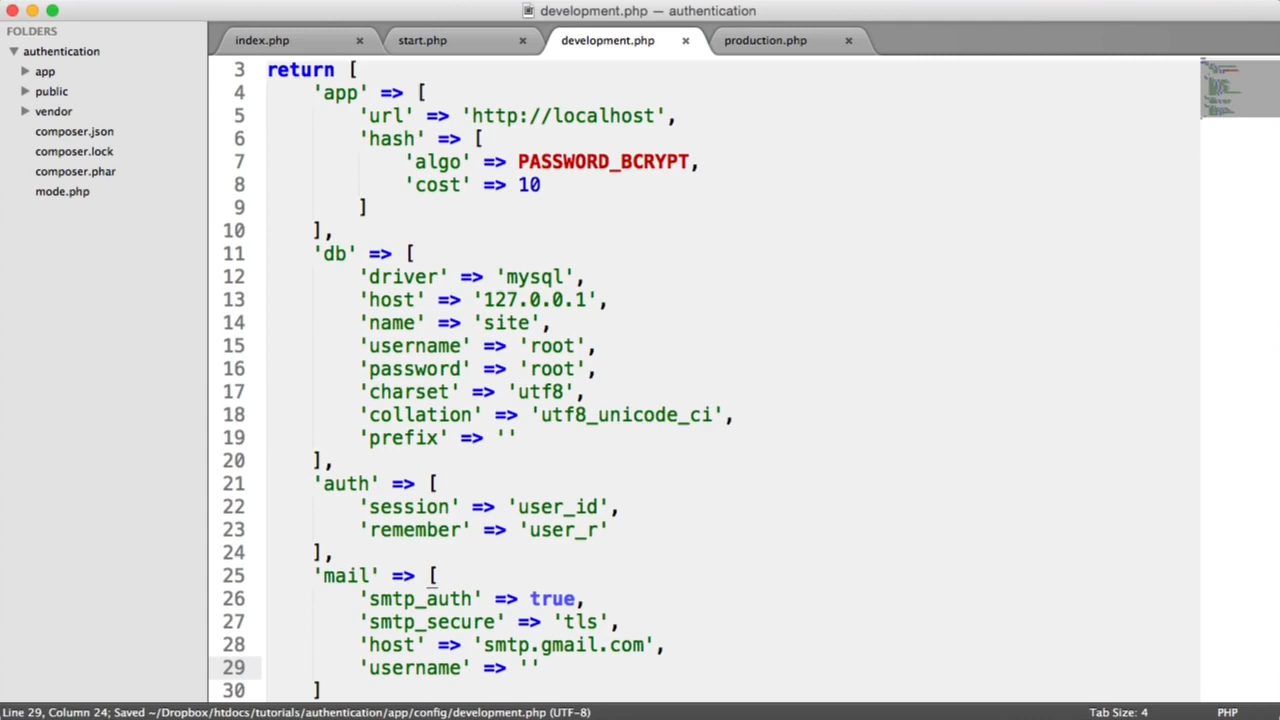 development.php — authentication
FOLDERS
authentication
app
public
vendor
composer.json
composer.lock
composer.phar
mode.php
index.php × start.php × development.php × production.php ×
3 return [
4 'app' => [
5 'url' => 'http://localhost',
6 'hash' => [
7 'algo' => PASSWORD_BCRYPT,
8 'cost' => 10
9 ]
10 ],
11 'db' => [
12 'driver' => 'mysql',
13 'host' => '127.0.0.1',
14 'name' => 'site',
15 'username' => 'root',
16 'password' => 'root',
17 'charset' => 'utf8',
18 'collation' => 'utf8_unicode_ci',
19 'prefix' => ''
20 ],
21 'auth' => [
22 'session' => 'user_id',
23 'remember' => 'user_r'
24 ],
25 'mail' => [
26 'smtp_auth' => true,
27 'smtp_secure' => 'tls',
28 'host' => 'smtp.gmail.com',
29 'username' => ''
30 ]
Line 29, Column 24; Saved ~/Dropbox/htdocs/tutorials/authentication/app/config/development.php (UTF-8) Tab Size: 4 PHP